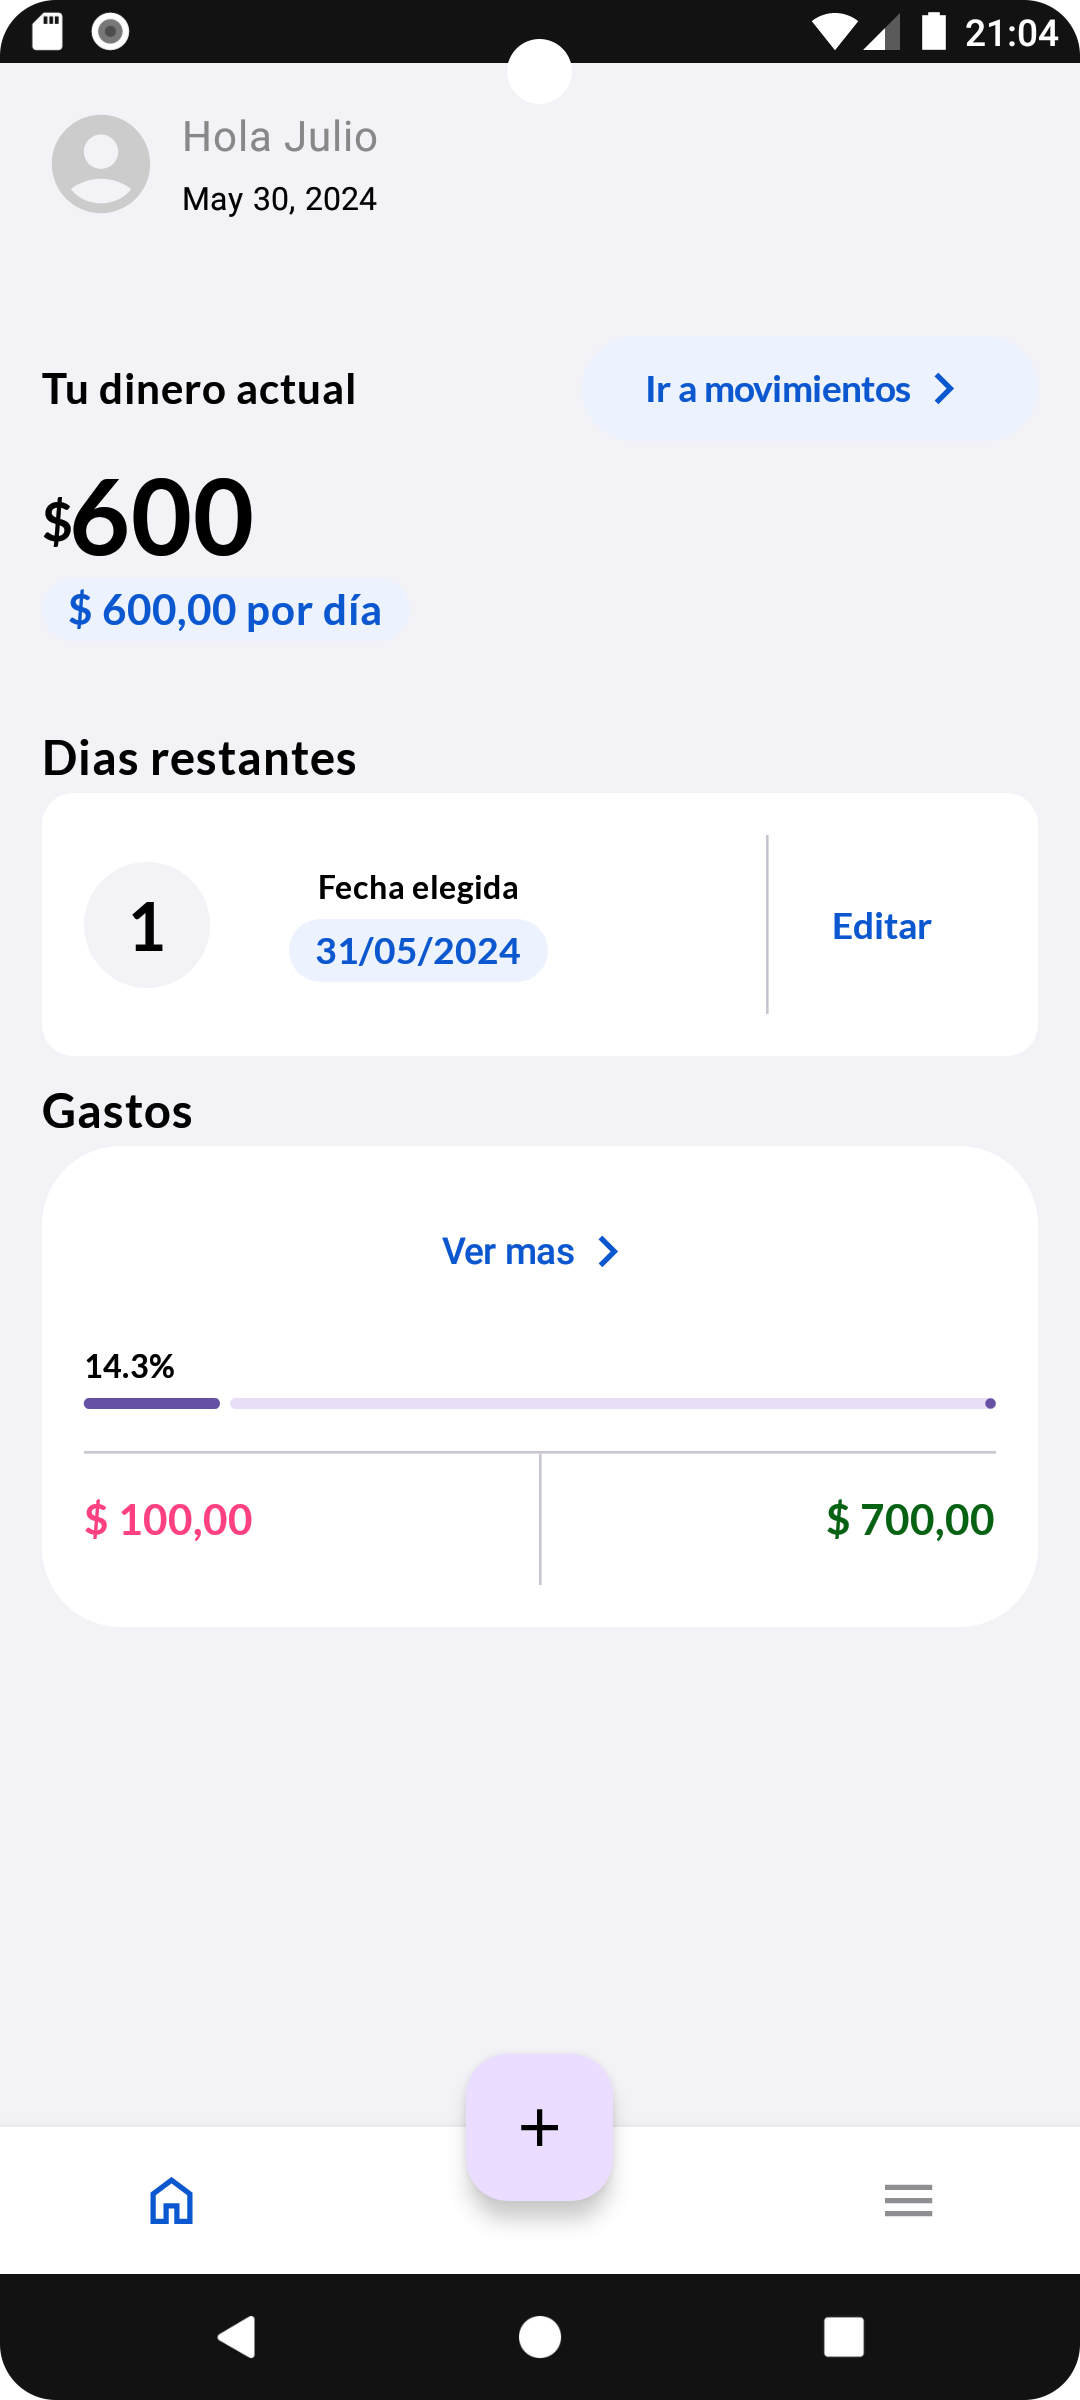 21:04
Hola Julio
May 30, 2024
Tu dinero actual
Ir a movimientos
$600
$ 600,00 por día
Dias restantes
1
Fecha elegida
31/05/2024
Editar
Gastos
Ver mas
14.3%
$ 100,00
$ 700,00